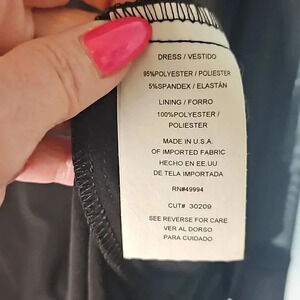 DRESS / VESTIDO
95%POLYESTER / POLIESTER
5%SPANDEX / ELASTÁN
LINING / FORRO
100%POLYESTER /
POLIESTER
MADE IN U.S.A.
OF IMPORTED FABRIC
HECHO EN EE.UU
DE TELA IMPORTADA
RN#49994
CUT# 30209
SEE REVERSE FOR CARE
VER AL DORSO
PARA CUIDADO